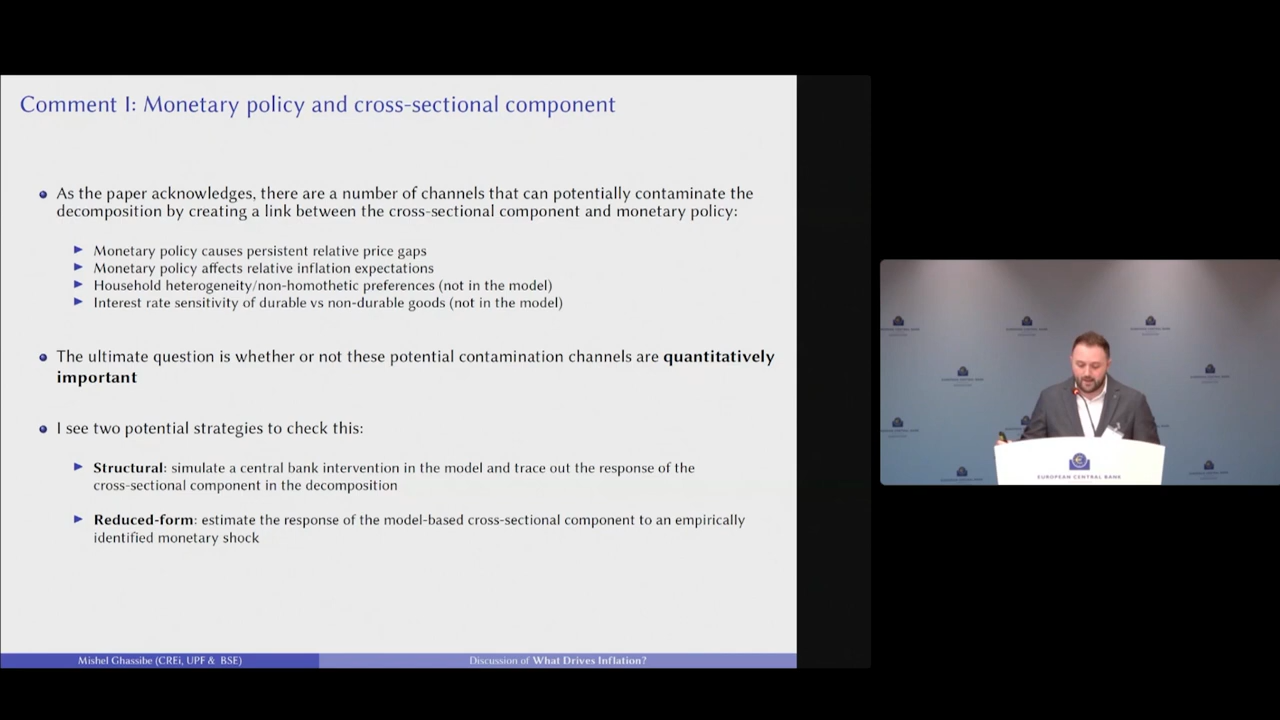 Comment I: Monetary policy and cross-sectional component
As the paper acknowledges, there are a number of channels that can potentially contaminate the
decomposition by creating a link between the cross-sectional component and monetary policy:
Monetary policy causes persistent relative price gaps
Monetary policy affects relative inflation expectations
Household heterogeneity/non-homothetic preferences (not in the model)
Interest rate sensitivity of durable vs non-durable goods (not in the model)
The ultimate question is whether or not these potential contamination channels are quantitatively
important
I see two potential strategies to check this:
Structural: simulate a central bank intervention in the model and trace out the response of the
cross-sectional component in the decomposition
Reduced-form: estimate the response of the model-based cross-sectional component to an empirically
identified monetary shock
Mishel Ghassibe (CREi, UPF & BSE)
Discussion of What Drives Inflation?
EUROPEAN CENTRAL BANK